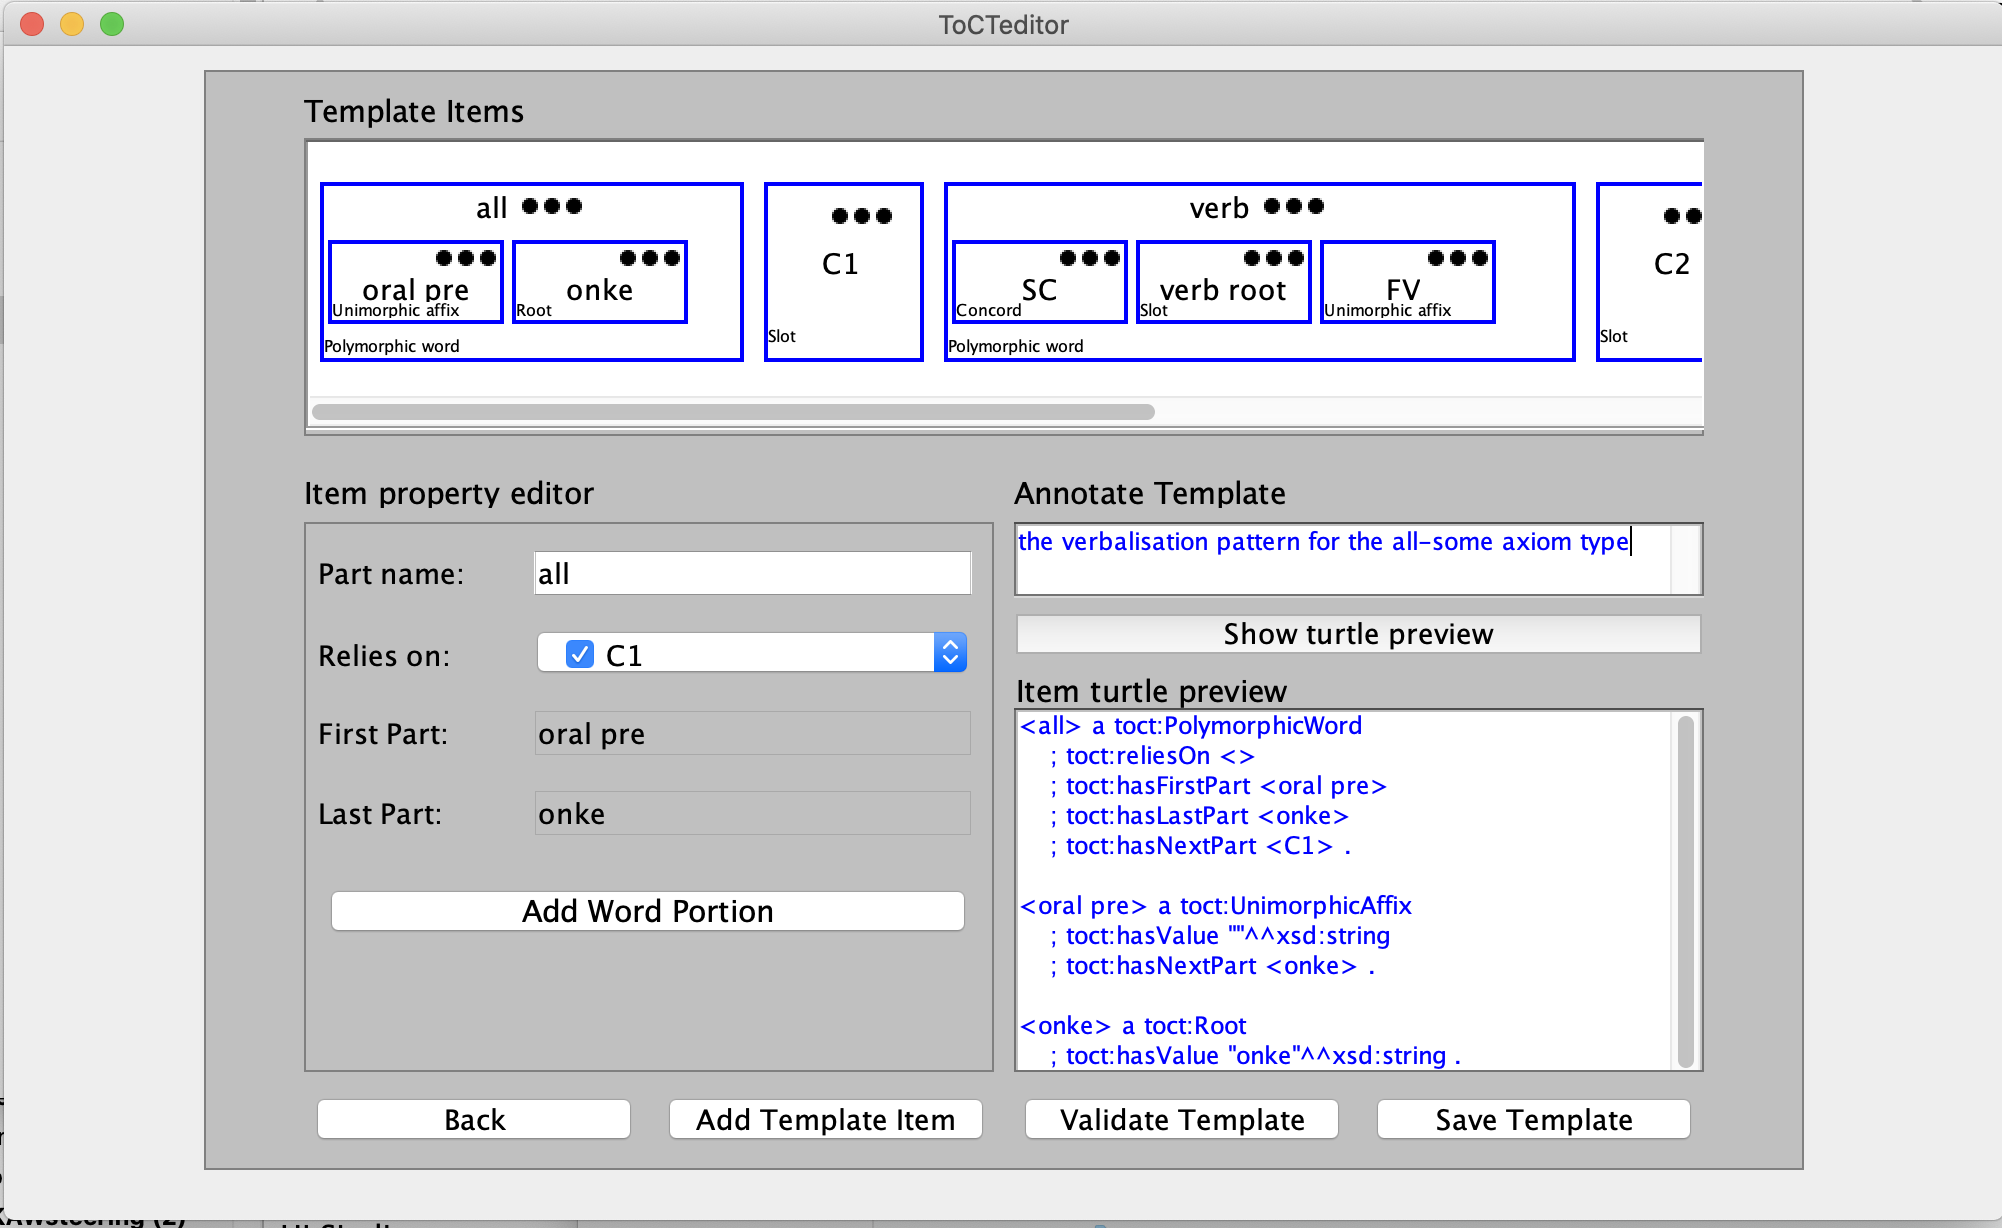 ToCTeditor
Template Items
all
oral pre
Unimorphic affix
onke
Root
Polymorphic word
C1
Slot
verb
SC
Concord
verb root
Slot
FV
Unimorphic affix
Polymorphic word
C2
Slot
Item property editor
Part name: all
Relies on: C1
First Part: oral pre
Last Part: onke
Add Word Portion
Annotate Template
the verbalisation pattern for the all-some axiom type
Show turtle preview
Item turtle preview
<all> a toct:PolymorphicWord
; toct:reliesOn <>
; toct:hasFirstPart <oral pre>
; toct:hasLastPart <onke>
; toct:hasNextPart <C1> .
<oral pre> a toct:UnimorphicAffix
; toct:hasValue ""^^xsd:string
; toct:hasNextPart <onke> .
<onke> a toct:Root
; toct:hasValue "onke"^^xsd:string .
Back
Add Template Item
Validate Template
Save Template